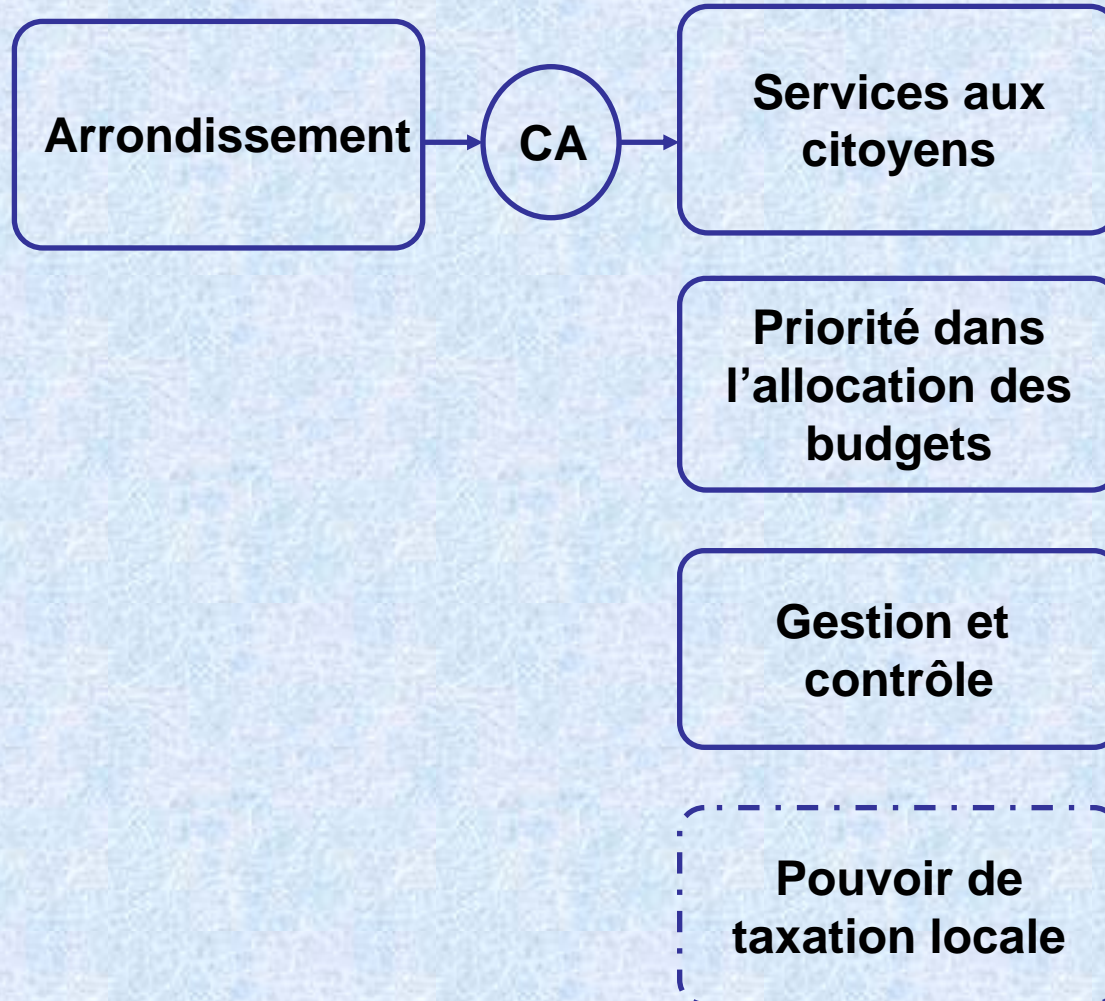 Arrondissement
CA
Services aux
citoyens
Priorité dans
l’allocation des
budgets
Gestion et
contrôle
Pouvoir de
taxation locale